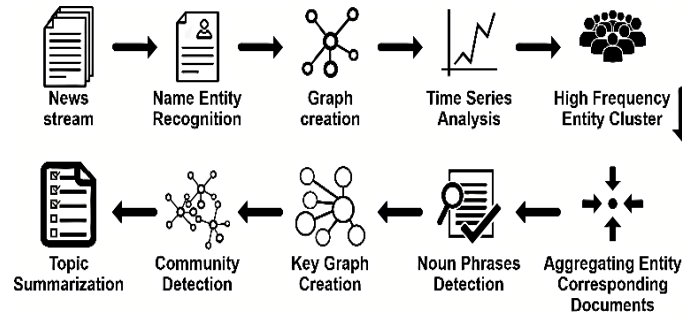 News
stream
Name Entity
Recognition
Graph
creation
Time Series
Analysis
High Frequency
Entity Cluster
Topic
Summarization
Community
Detection
Key Graph
Creation
Noun Phrases
Detection
Aggregating Entity
Corresponding
Documents